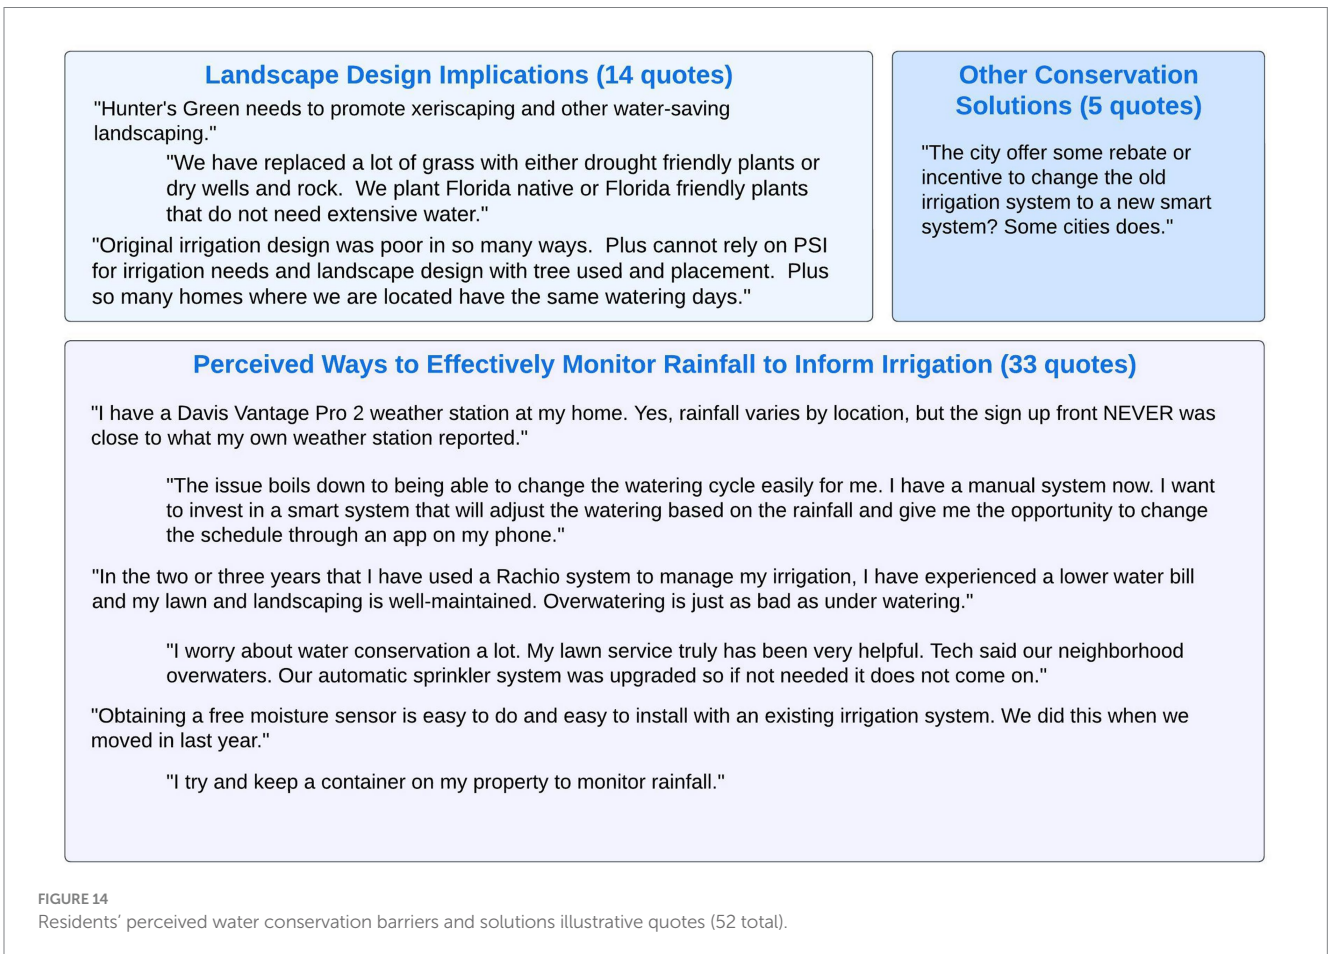 Landscape Design Implications (14 quotes)
"Hunter's Green needs to promote xeriscaping and other water-saving
landscaping."
"We have replaced a lot of grass with either drought friendly plants or
dry wells and rock.  We plant Florida native or Florida friendly plants
that do not need extensive water."
"Original irrigation design was poor in so many ways.  Plus cannot rely on PSI
for irrigation needs and landscape design with tree used and placement.  Plus
so many homes where we are located have the same watering days."
Other Conservation
Solutions (5 quotes)
"The city offer some rebate or
incentive to change the old
irrigation system to a new smart
system? Some cities does."
Perceived Ways to Effectively Monitor Rainfall to Inform Irrigation (33 quotes)
"I have a Davis Vantage Pro 2 weather station at my home. Yes, rainfall varies by location, but the sign up front NEVER was
close to what my own weather station reported."
"The issue boils down to being able to change the watering cycle easily for me. I have a manual system now. I want
to invest in a smart system that will adjust the watering based on the rainfall and give me the opportunity to change
the schedule through an app on my phone."
"In the two or three years that I have used a Rachio system to manage my irrigation, I have experienced a lower water bill
and my lawn and landscaping is well-maintained. Overwatering is just as bad as under watering."
"I worry about water conservation a lot. My lawn service truly has been very helpful. Tech said our neighborhood
overwaters. Our automatic sprinkler system was upgraded so if not needed it does not come on."
"Obtaining a free moisture sensor is easy to do and easy to install with an existing irrigation system. We did this when we
moved in last year."
"I try and keep a container on my property to monitor rainfall."
FIGURE 14
Residents’ perceived water conservation barriers and solutions illustrative quotes (52 total).